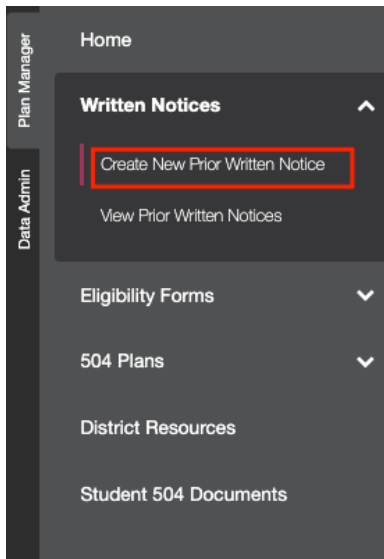 Plan Manager
Data Admin
Home
Written Notices
Create New Prior Written Notice
View Prior Written Notices
Eligibility Forms
504 Plans
District Resources
Student 504 Documents